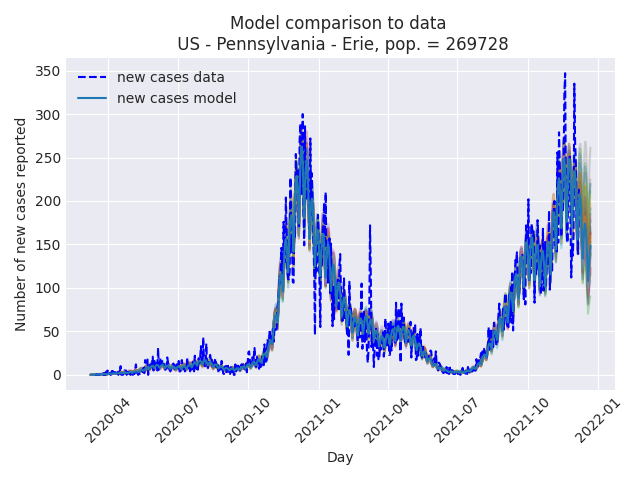 Model comparison to data
US - Pennsylvania - Erie, pop. = 269728
new cases data
new cases model
Number of new cases reported
350
300
250
200
150
100
50
0
2020-04
2020-07
2020-10
2021-01
2021-04
2021-07
2021-10
2022-01
Day